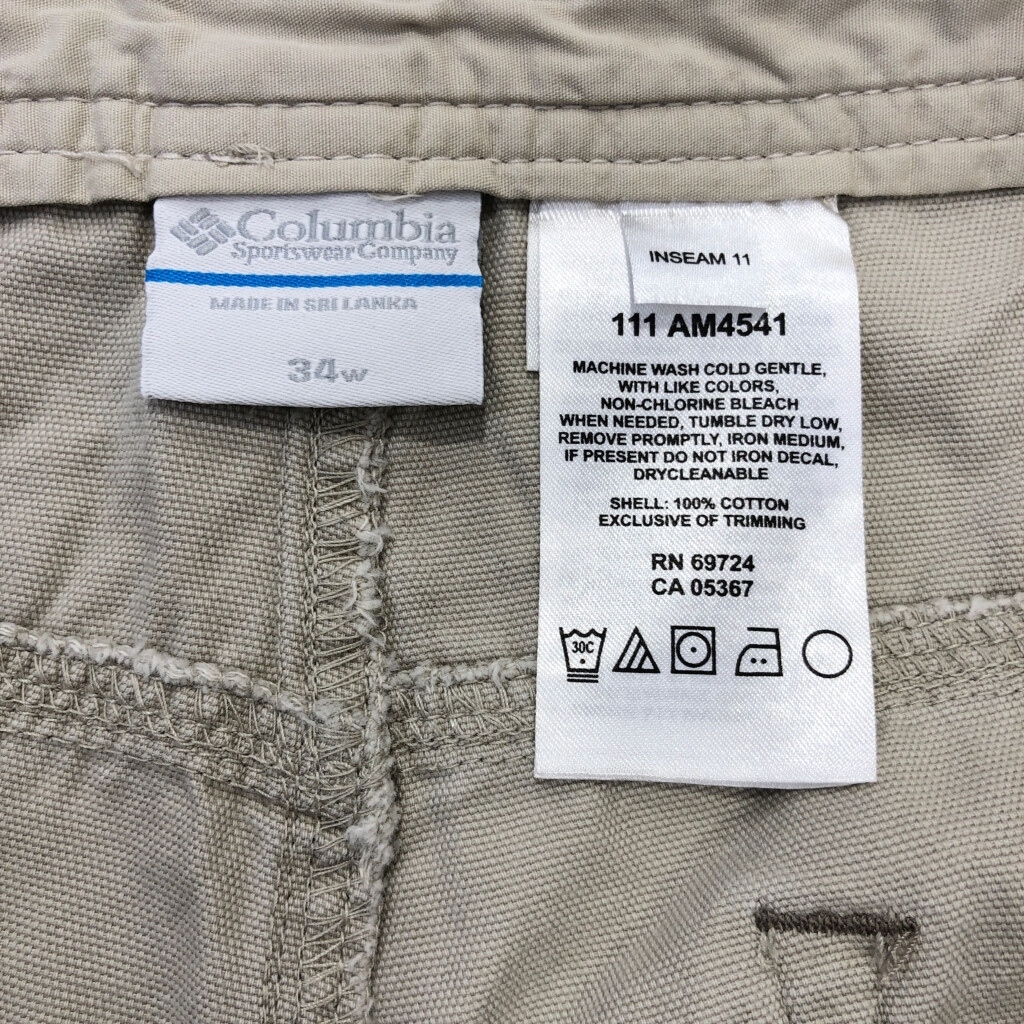 Columbia
Sportswear Company
MADE IN SRI LANKA
34W
INSEAM 11
111 AM4541
MACHINE WASH COLD GENTLE,
WITH LIKE COLORS,
NON-CHLORINE BLEACH
WHEN NEEDED, TUMBLE DRY LOW,
REMOVE PROMPTLY, IRON MEDIUM,
IF PRESENT DO NOT IRON DECAL,
DRYCLEANABLE
SHELL: 100% COTTON
EXCLUSIVE OF TRIMMING
RN 69724
CA 05367
30C